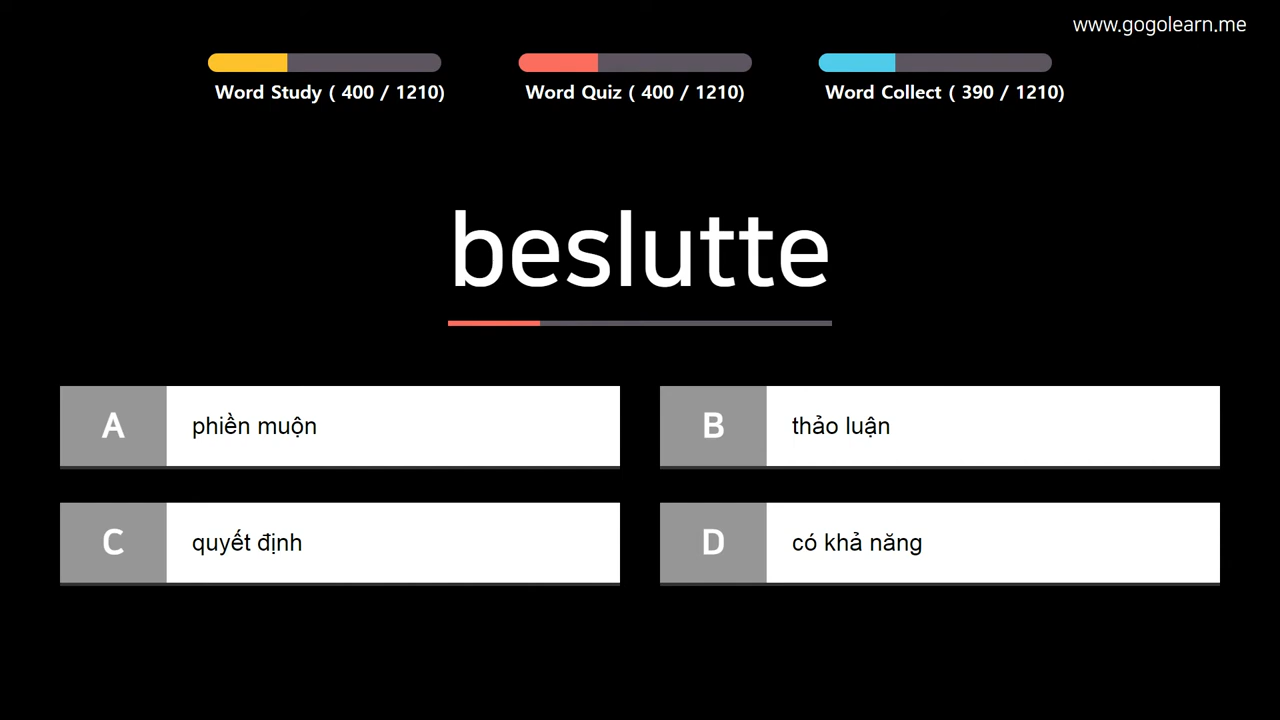 www.gogolearn.me
Word Study ( 400 / 1210)
Word Quiz ( 400 / 1210)
Word Collect ( 390 / 1210)
beslutte
A phiền muộn
B thảo luận
C quyết định
D có khả năng